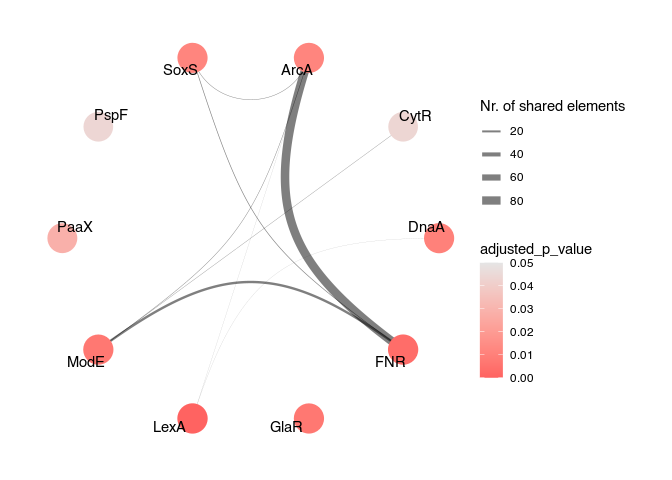 SoxS
ArcA
PspF
CytR
PaaX
DnaA
ModE
FNR
LexA
GlaR
Nr. of shared elements
20
40
60
80
adjusted_p_value
0.05
0.04
0.03
0.02
0.01
0.00